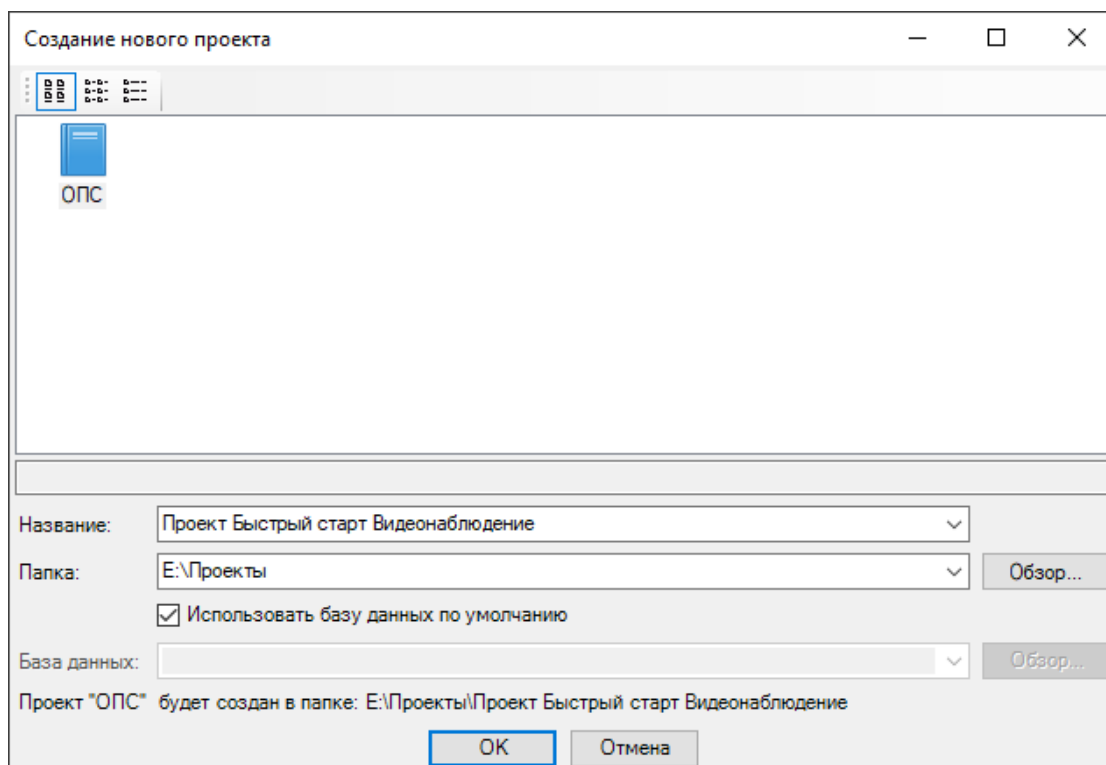 Создание нового проекта
ОПС
Название: Проект Быстрый старт Видеонаблюдение
Папка: E:\Проекты Обзор...
Использовать базу данных по умолчанию
База данных: Обзор...
Проект "ОПС" будет создан в папке: E:\Проекты\Проект Быстрый старт Видеонаблюдение
OK Отмена